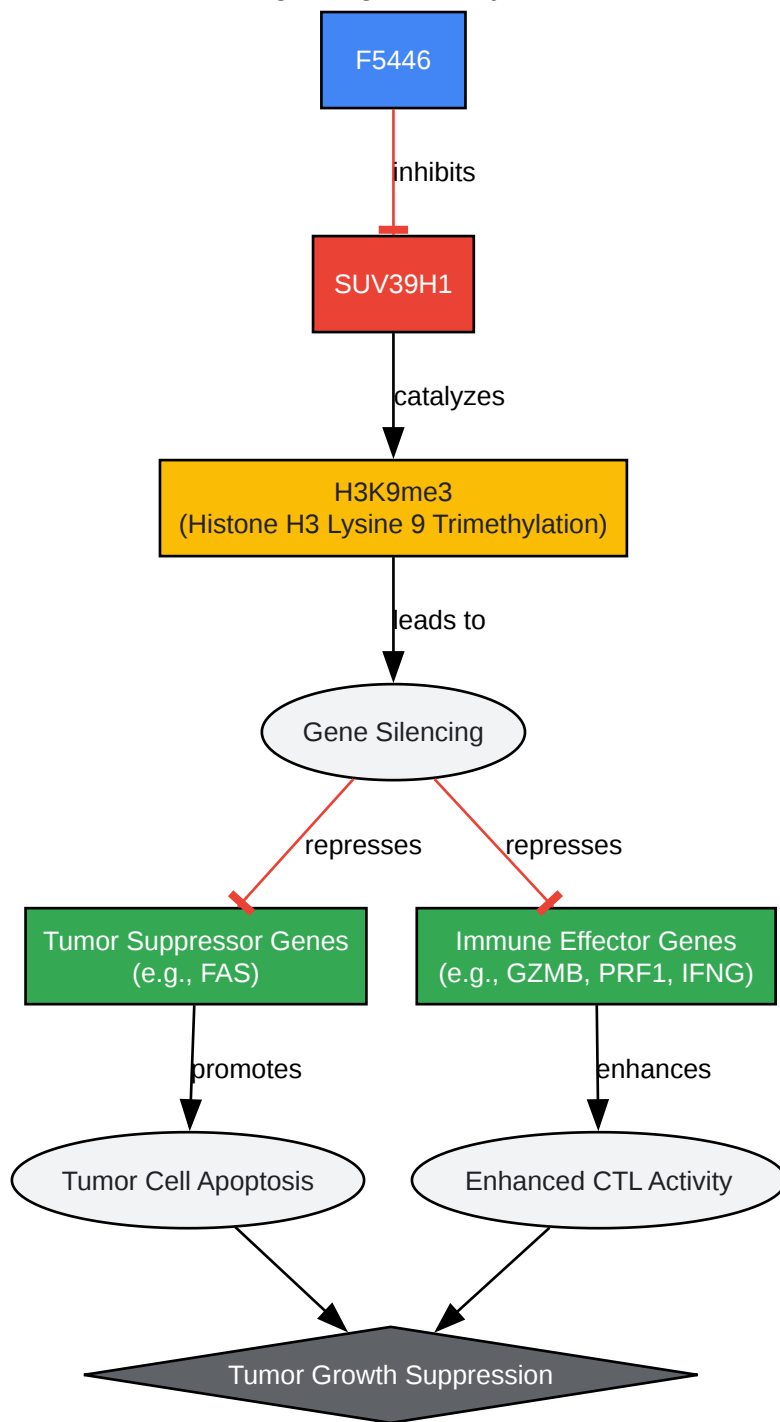 F5446
inhibits
SUV39H1
catalyzes
H3K9me3
(Histone H3 Lysine 9 Trimethylation)
leads to
Gene Silencing
represses
represses
Tumor Suppressor Genes
(e.g., FAS)
Immune Effector Genes
(e.g., GZMB, PRF1, IFNG)
promotes
enhances
Tumor Cell Apoptosis
Enhanced CTL Activity
Tumor Growth Suppression